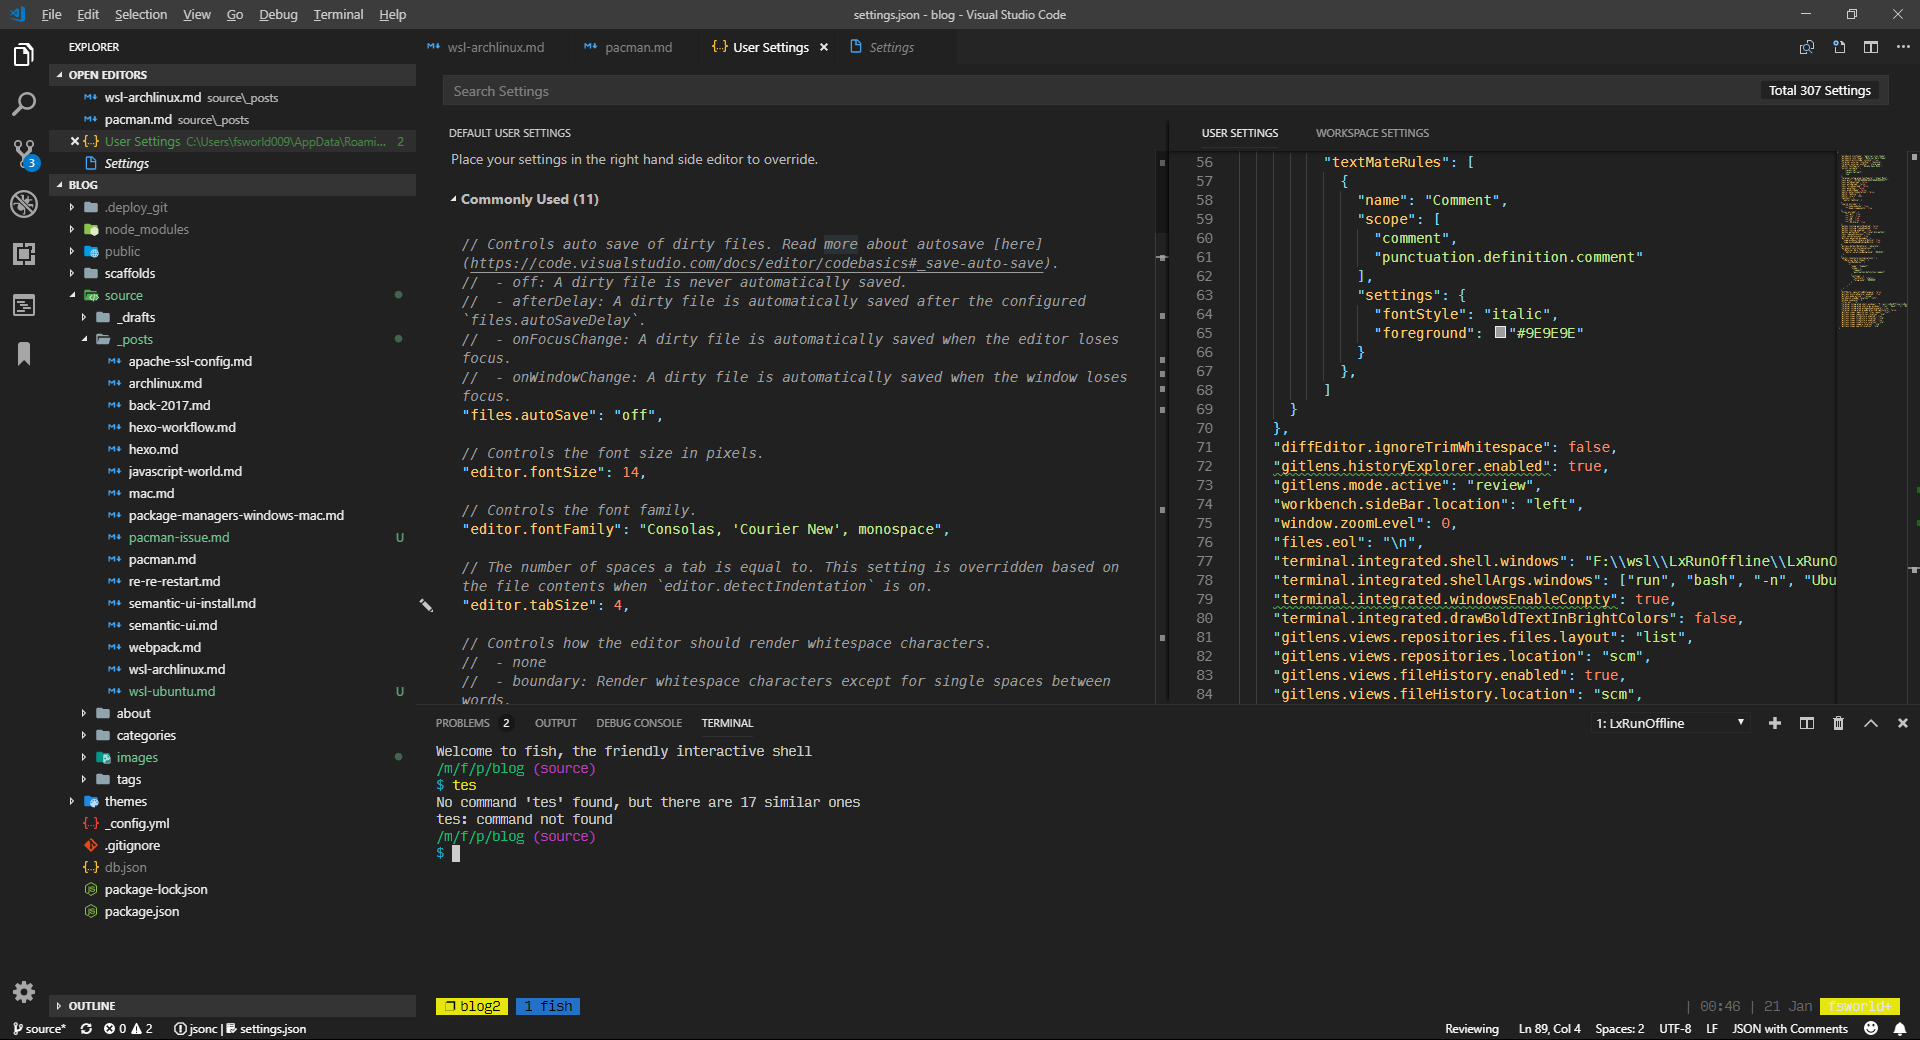 File Edit Selection View Go Debug Terminal Help
settings.json - blog - Visual Studio Code
EXPLORER
OPEN EDITORS
wsl-archlinux.md source\_posts
pacman.md source\_posts
User Settings C:\Users\fsworld009\AppData\Roami... 2
Settings
BLOG
.deploy_git
node_modules
public
scaffolds
source
_drafts
_posts
apache-ssl-config.md
archlinux.md
back-2017.md
hexo-workflow.md
hexo.md
javascript-world.md
mac.md
package-managers-windows-mac.md
pacman-issue.md U
pacman.md
re-re-restart.md
semantic-ui-install.md
semantic-ui.md
webpack.md
wsl-archlinux.md
wsl-ubuntu.md U
about
categories
images
tags
themes
_config.yml
.gitignore
db.json
package-lock.json
package.json
OUTLINE
3
wsl-archlinux.md pacman.md User Settings Settings
Search Settings
Total 307 Settings
DEFAULT USER SETTINGS
Place your settings in the right hand side editor to override.
Commonly Used (11)
// Controls auto save of dirty files. Read more about autosave [here]
(https://code.visualstudio.com/docs/editor/codebasics#_save-auto-save).
//  - off: A dirty file is never automatically saved.
//  - afterDelay: A dirty file is automatically saved after the configured
`files.autoSaveDelay`.
//  - onFocusChange: A dirty file is automatically saved when the editor loses
focus.
//  - onWindowChange: A dirty file is automatically saved when the window loses
focus.
"files.autoSave": "off",
// Controls the font size in pixels.
"editor.fontSize": 14,
// Controls the font family.
"editor.fontFamily": "Consolas, 'Courier New', monospace",
// The number of spaces a tab is equal to. This setting is overridden based on
the file contents when `editor.detectIndentation` is on.
"editor.tabSize": 4,
// Controls how the editor should render whitespace characters.
//  - none
//  - boundary: Render whitespace characters except for single spaces between
words.
USER SETTINGS WORKSPACE SETTINGS
56 "textMateRules": [
57 {
58 "name": "Comment",
59 "scope": [
60 "comment",
61 "punctuation.definition.comment"
62 ],
63 "settings": {
64 "fontStyle": "italic",
65 "foreground": "#9E9E9E"
66 }
67 },
68 ]
69 }
70 },
71 "diffEditor.ignoreTrimWhitespace": false,
72 "gitlens.historyExplorer.enabled": true,
73 "gitlens.mode.active": "review",
74 "workbench.sideBar.location": "left",
75 "window.zoomLevel": 0,
76 "files.eol": "\n",
77 "terminal.integrated.shell.windows": "F:\\wsl\\LxRunOffline\\LxRunO
78 "terminal.integrated.shellArgs.windows": ["run", "bash", "-n", "Ubu
79 "terminal.integrated.windowsEnableConpty": true,
80 "terminal.integrated.drawBoldTextInBrightColors": false,
81 "gitlens.views.repositories.files.layout": "list",
82 "gitlens.views.repositories.location": "scm",
83 "gitlens.views.fileHistory.enabled": true,
84 "gitlens.views.fileHistory.location": "scm",
PROBLEMS 2 OUTPUT DEBUG CONSOLE TERMINAL
1: LxRunOffline
Welcome to fish, the friendly interactive shell
/m/f/p/blog (source)
$ tes
No command 'tes' found, but there are 17 similar ones
tes: command not found
/m/f/p/blog (source)
$
blog2 1 fish
| 00:46 | 21 Jan fsworld+
source* 0 2 jsonc | settings.json
Reviewing Ln 89, Col 4 Spaces: 2 UTF-8 LF JSON with Comments